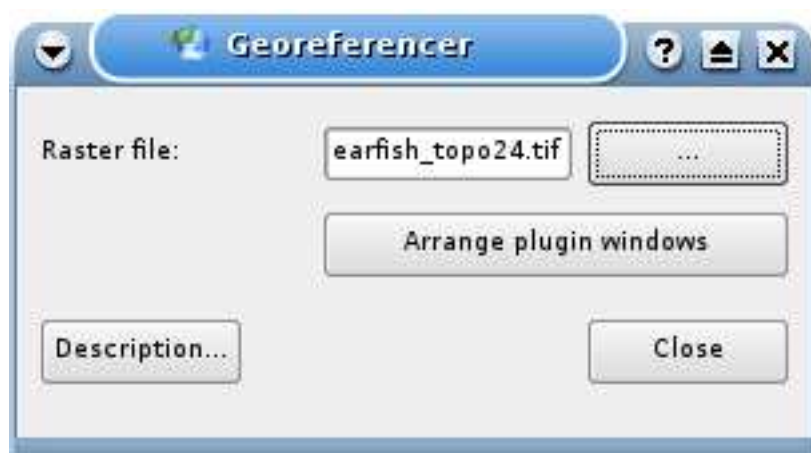 Georeferencer
Raster file: earfish_topo24.tif ...
Arrange plugin windows
Description... Close